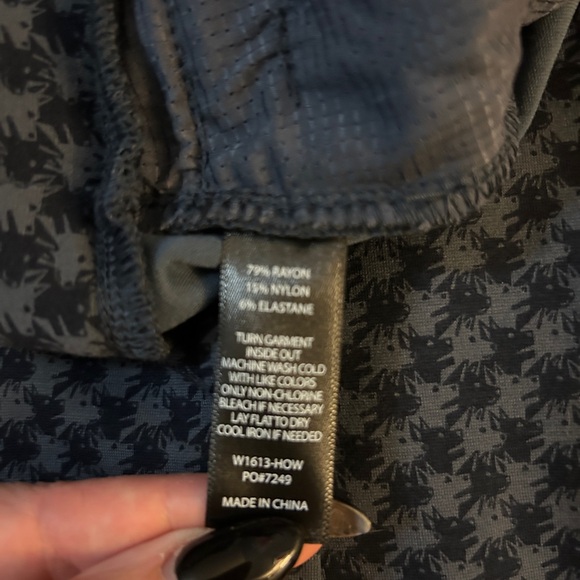 79% RAYON
15% NYLON
6% ELASTANE
TURN GARMENT
INSIDE OUT
MACHINE WASH COLD
WITH LIKE COLORS
ONLY NON-CHLORINE
BLEACH IF NECESSARY
LAY FLAT TO DRY
COOL IRON IF NEEDED
W1613-HOW
PO#7249
MADE IN CHINA